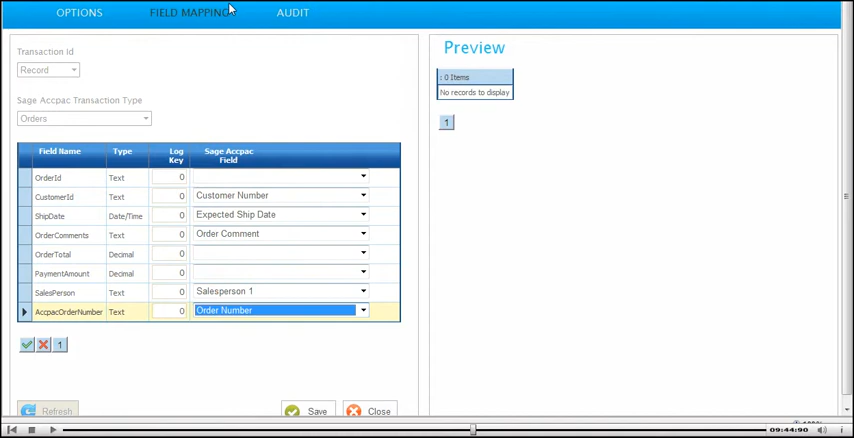 OPTIONS FIELD MAPPING AUDIT
Transaction Id
Record
Sage Accpac Transaction Type
Orders
Field Name Type Log Key Sage Accpac Field
OrderId Text 0
CustomerId Text 0 Customer Number
ShipDate Date/Time 0 Expected Ship Date
OrderComments Text 0 Order Comment
OrderTotal Decimal 0
PaymentAmount Decimal 0
SalesPerson Text 0 Salesperson 1
AccpacOrderNumber Text 0 Order Number
1
Refresh Save Close
Preview
: 0 Items
No records to display
1
09:44:90